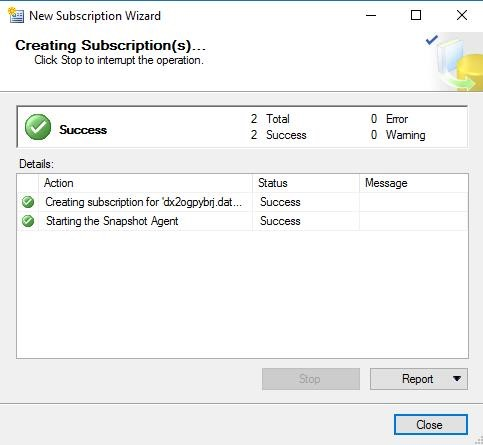 New Subscription Wizard
Creating Subscription(s)...
Click Stop to interrupt the operation.
Success
2 Total 0 Error
2 Success 0 Warning
Details:
Action Status Message
Creating subscription for 'dx2ogpybrj.dat... Success
Starting the Snapshot Agent Success
Stop Report
Close